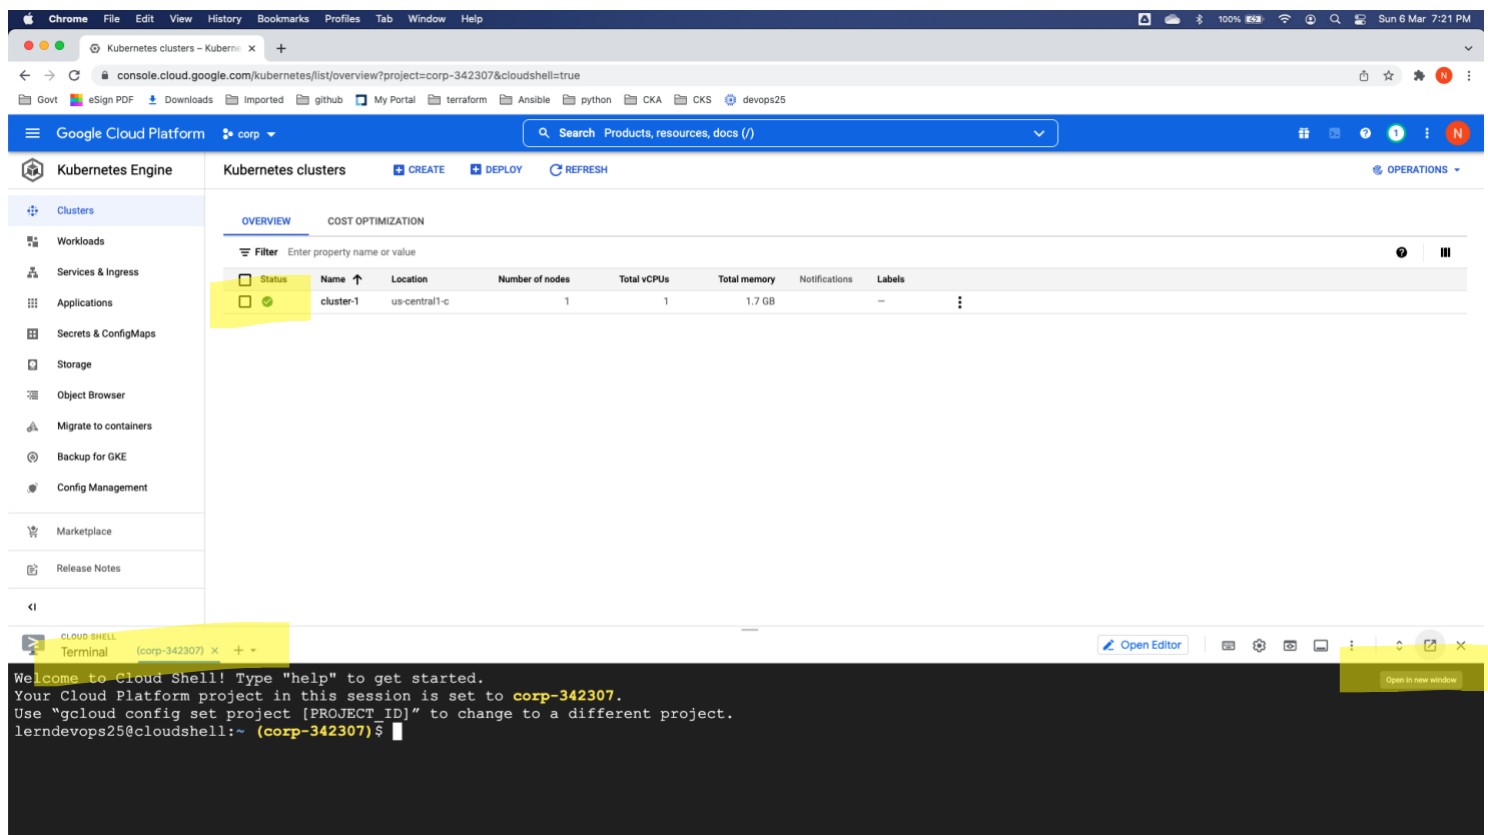 Chrome File Edit View History Bookmarks Profiles Tab Window Help 100% Sun 6 Mar 7:21 PM
Kubernetes clusters – Kuberne
console.cloud.google.com/kubernetes/list/overview?project=corp-342307&cloudshell=true N
Govt eSign PDF Downloads Imported github My Portal terraform Ansible python CKA CKS devops25
Google Cloud Platform corp Search Products, resources, docs (/) 1 N
Kubernetes Engine Kubernetes clusters CREATE DEPLOY REFRESH OPERATIONS
Clusters
OVERVIEW COST OPTIMIZATION
Workloads
Filter Enter property name or value
Services & Ingress
Status Name Location Number of nodes Total vCPUs Total memory Notifications Labels
Applications
cluster-1 us-central1-c 1 1 1.7 GB –
Secrets & ConfigMaps
Storage
Object Browser
Migrate to containers
Backup for GKE
Config Management
Marketplace
Release Notes
CLOUD SHELL
Terminal (corp-342307) × + Open Editor
Open in new window
Welcome to Cloud Shell! Type "help" to get started.
Your Cloud Platform project in this session is set to corp-342307.
Use “gcloud config set project [PROJECT_ID]” to change to a different project.
lerndevops25@cloudshell:~ (corp-342307)$